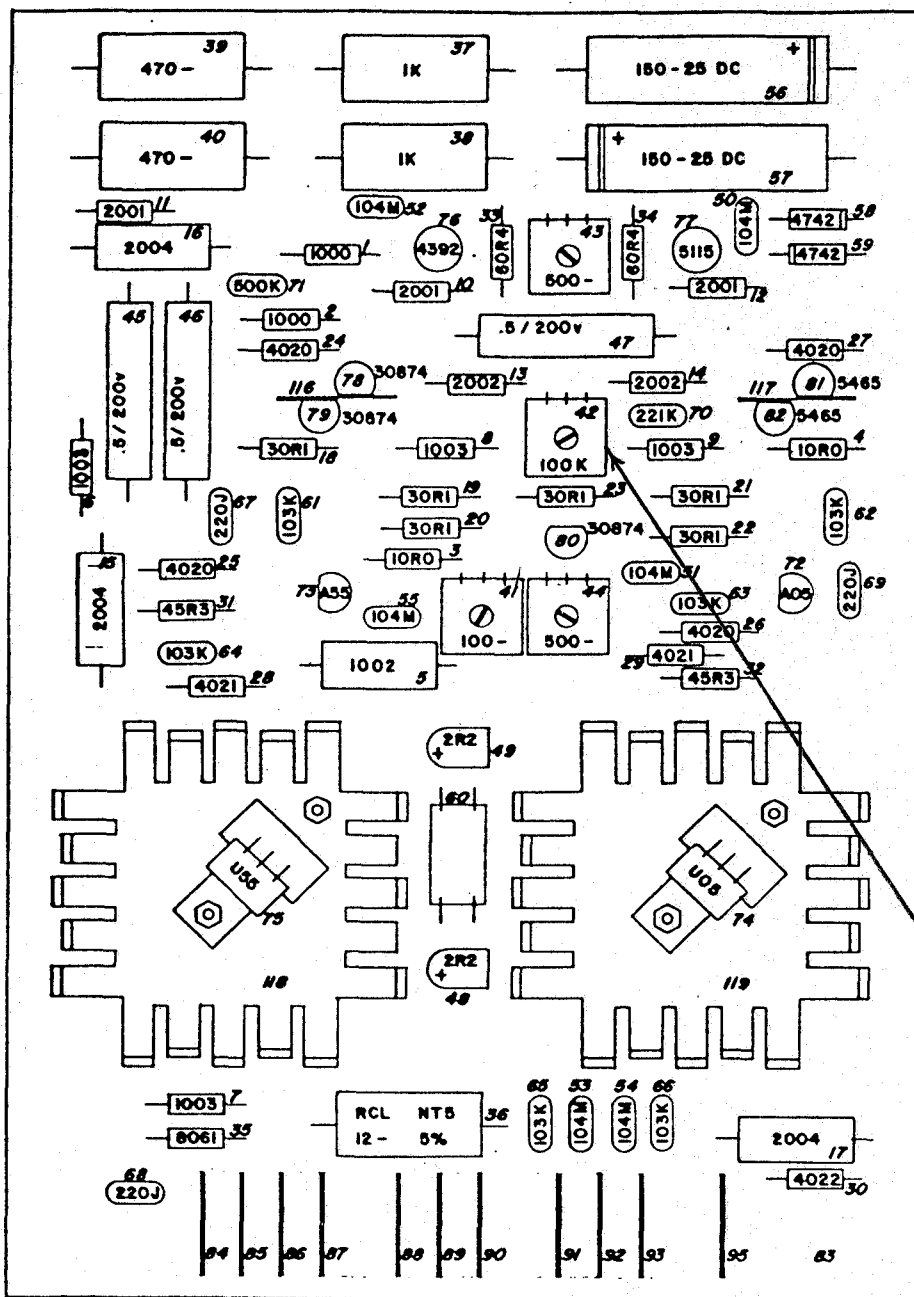 39 37 +
470- 1K 150-25 DC
56
40 38 +
470- 1K 150-25 DC
57
2001 11 104M 52 76 33 34 77 50 104M 4742 58
2004 16 1000 1 4392 60R4 43 500- 60R4 5115 4742 59
500K 71 2001 10 2001 12
45 46 1000 2 .5/200v 47
.5/200v .5/200v 4020 24 4020 27
116 78 30874 2002 13 2002 14 117 81 5465
79 30874 42 221K 70 82 5465
1003 6 30R1 18 1003 8 100K 1003 9 10R0 4
220J 67 103K 61 30R1 19 30R1 23 30R1 21 103K 62
30R1 20 80 30874 30R1 22
15 2004 4020 25 10R0 3 104M 51 72
45R3 31 73 A55 104M 55 41 100- 44 500- 103K 63 A05 220J 69
4020 26
103K 64 1002 5 29 4021
4021 28 45R3 32
2R2 + 49
60
U55 75 U05 74
2R2 + 48
118 119
1003 7 RCL NT5 36 65 53 54 66
8061 35 12- 5% 103K 104M 104M 103K 2004 17
68 220J 4022 30
84 85 86 87 88 89 90 91 92 93 95 83